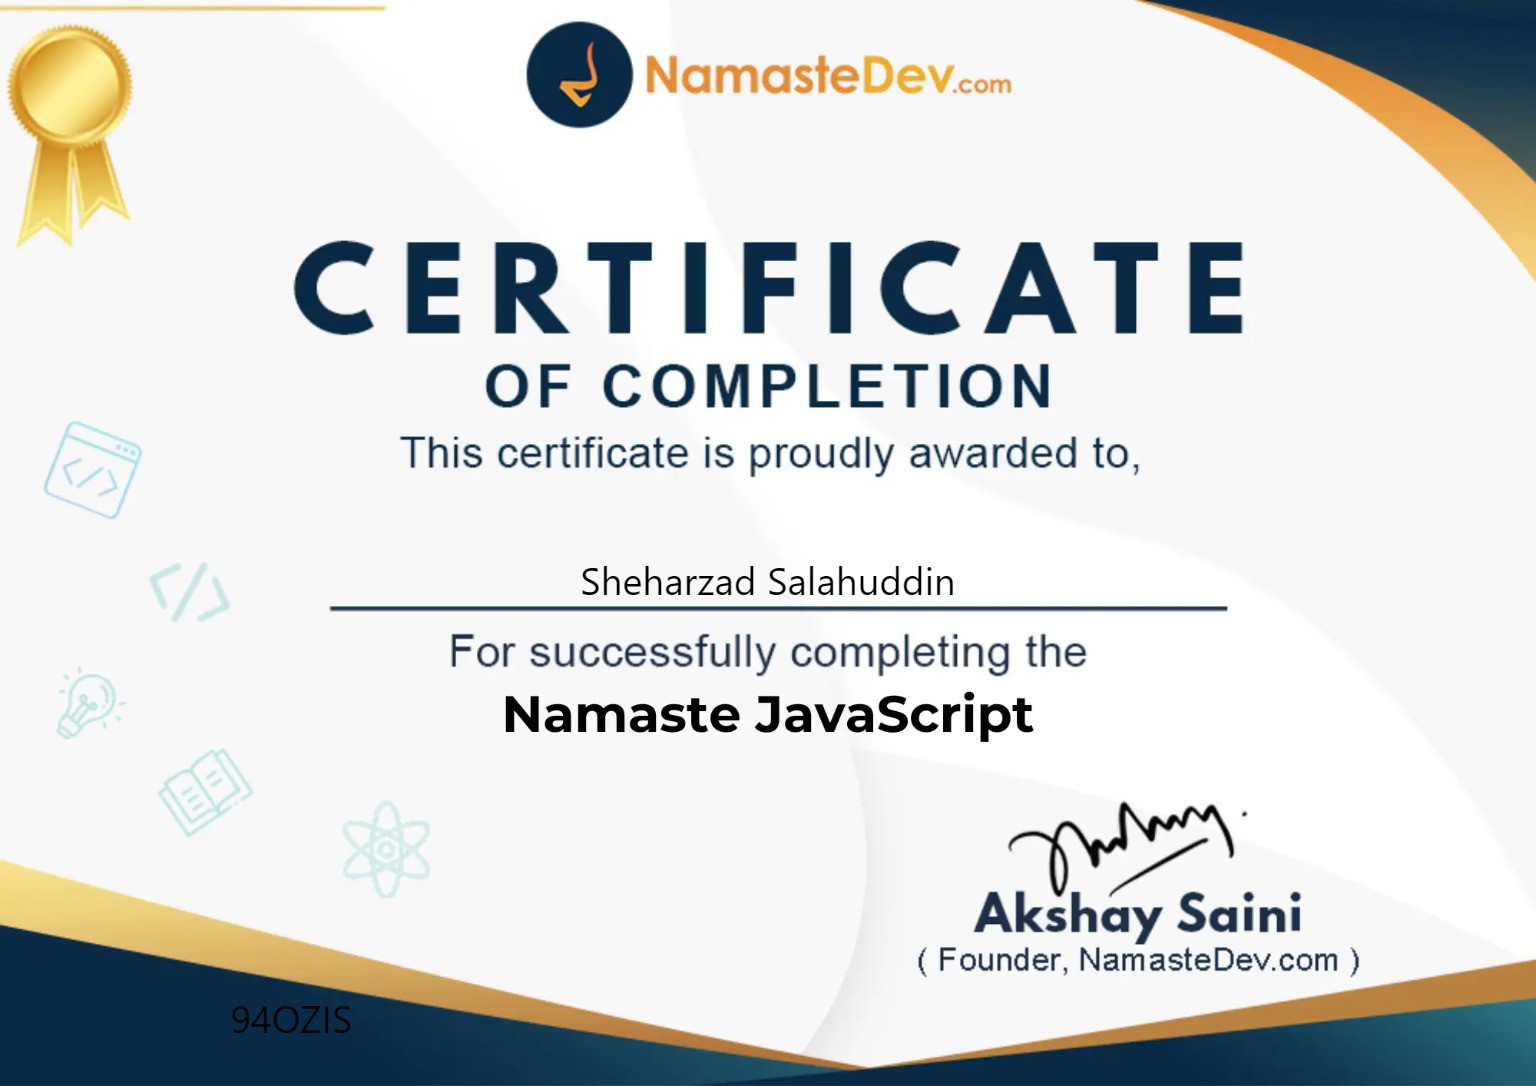 NamasteDev.com
CERTIFICATE
OF COMPLETION
This certificate is proudly awarded to,
Sheharzad Salahuddin
For successfully completing the
Namaste JavaScript
Akshay Saini
( Founder, NamasteDev.com )
94OZIS